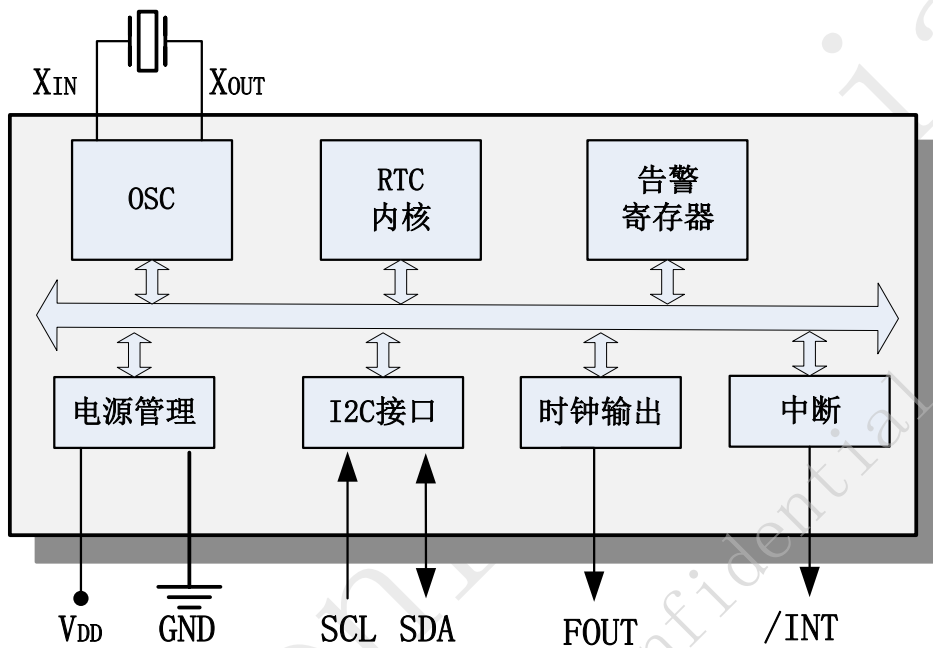 XIN
XOUT
OSC
RTC
内核
告警
寄存器
电源管理
I2C接口
时钟输出
中断
VDD
GND
SCL
SDA
FOUT
/INT